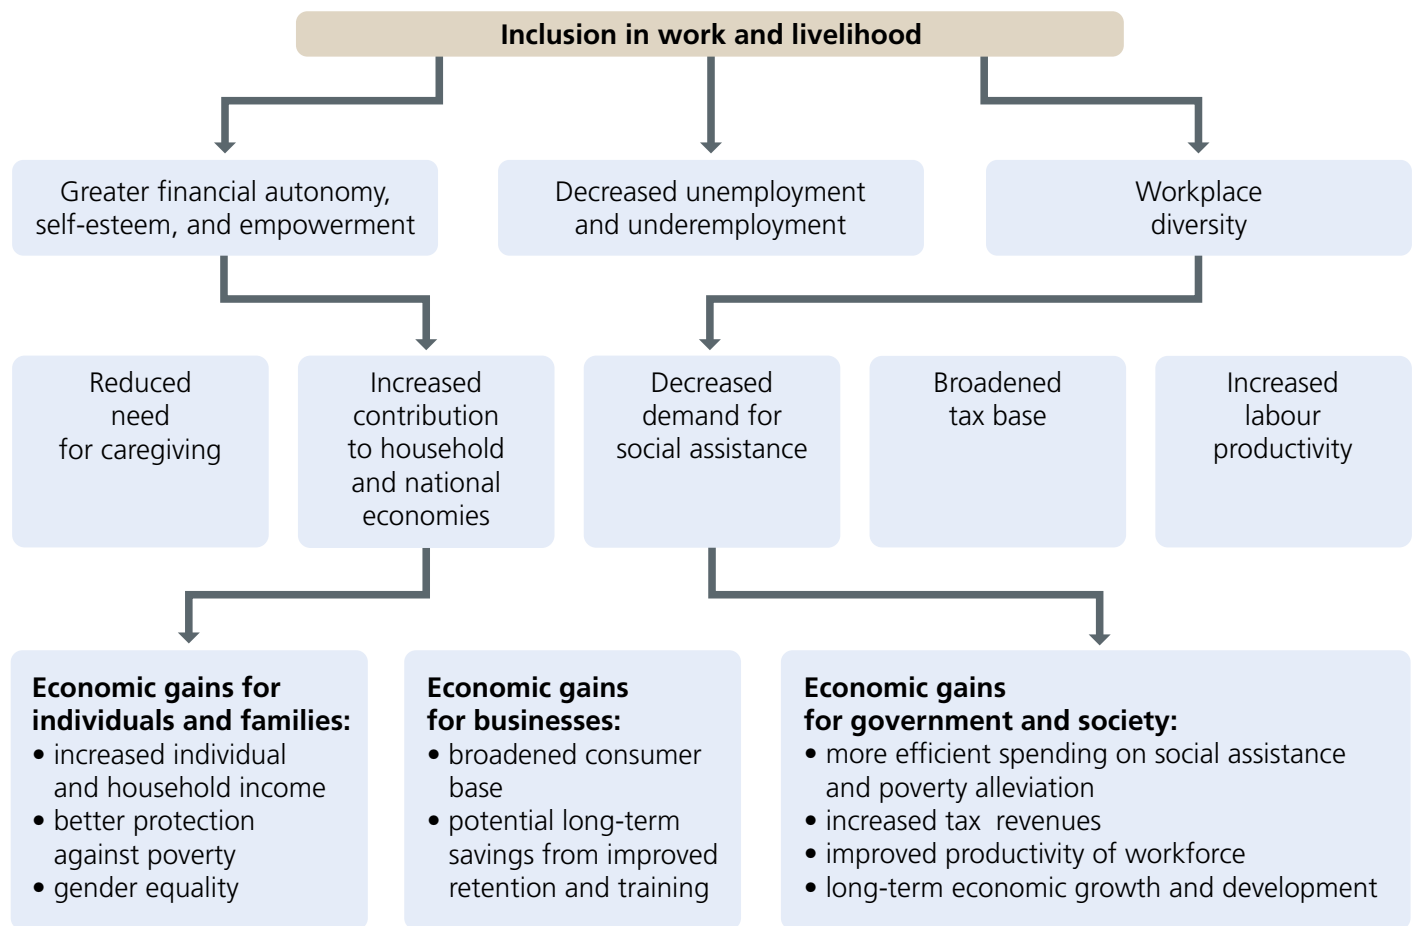 Inclusion in work and livelihood
Greater financial autonomy,
self-esteem, and empowerment
Decreased unemployment
and underemployment
Workplace
diversity
Reduced
need
for caregiving
Increased
contribution
to household
and national
economies
Decreased
demand for
social assistance
Broadened
tax base
Increased
labour
productivity
Economic gains for
individuals and families:
• increased individual
and household income
• better protection
against poverty
• gender equality
Economic gains
for businesses:
• broadened consumer
base
• potential long-term
savings from improved
retention and training
Economic gains
for government and society:
• more efficient spending on social assistance
and poverty alleviation
• increased tax revenues
• improved productivity of workforce
• long-term economic growth and development